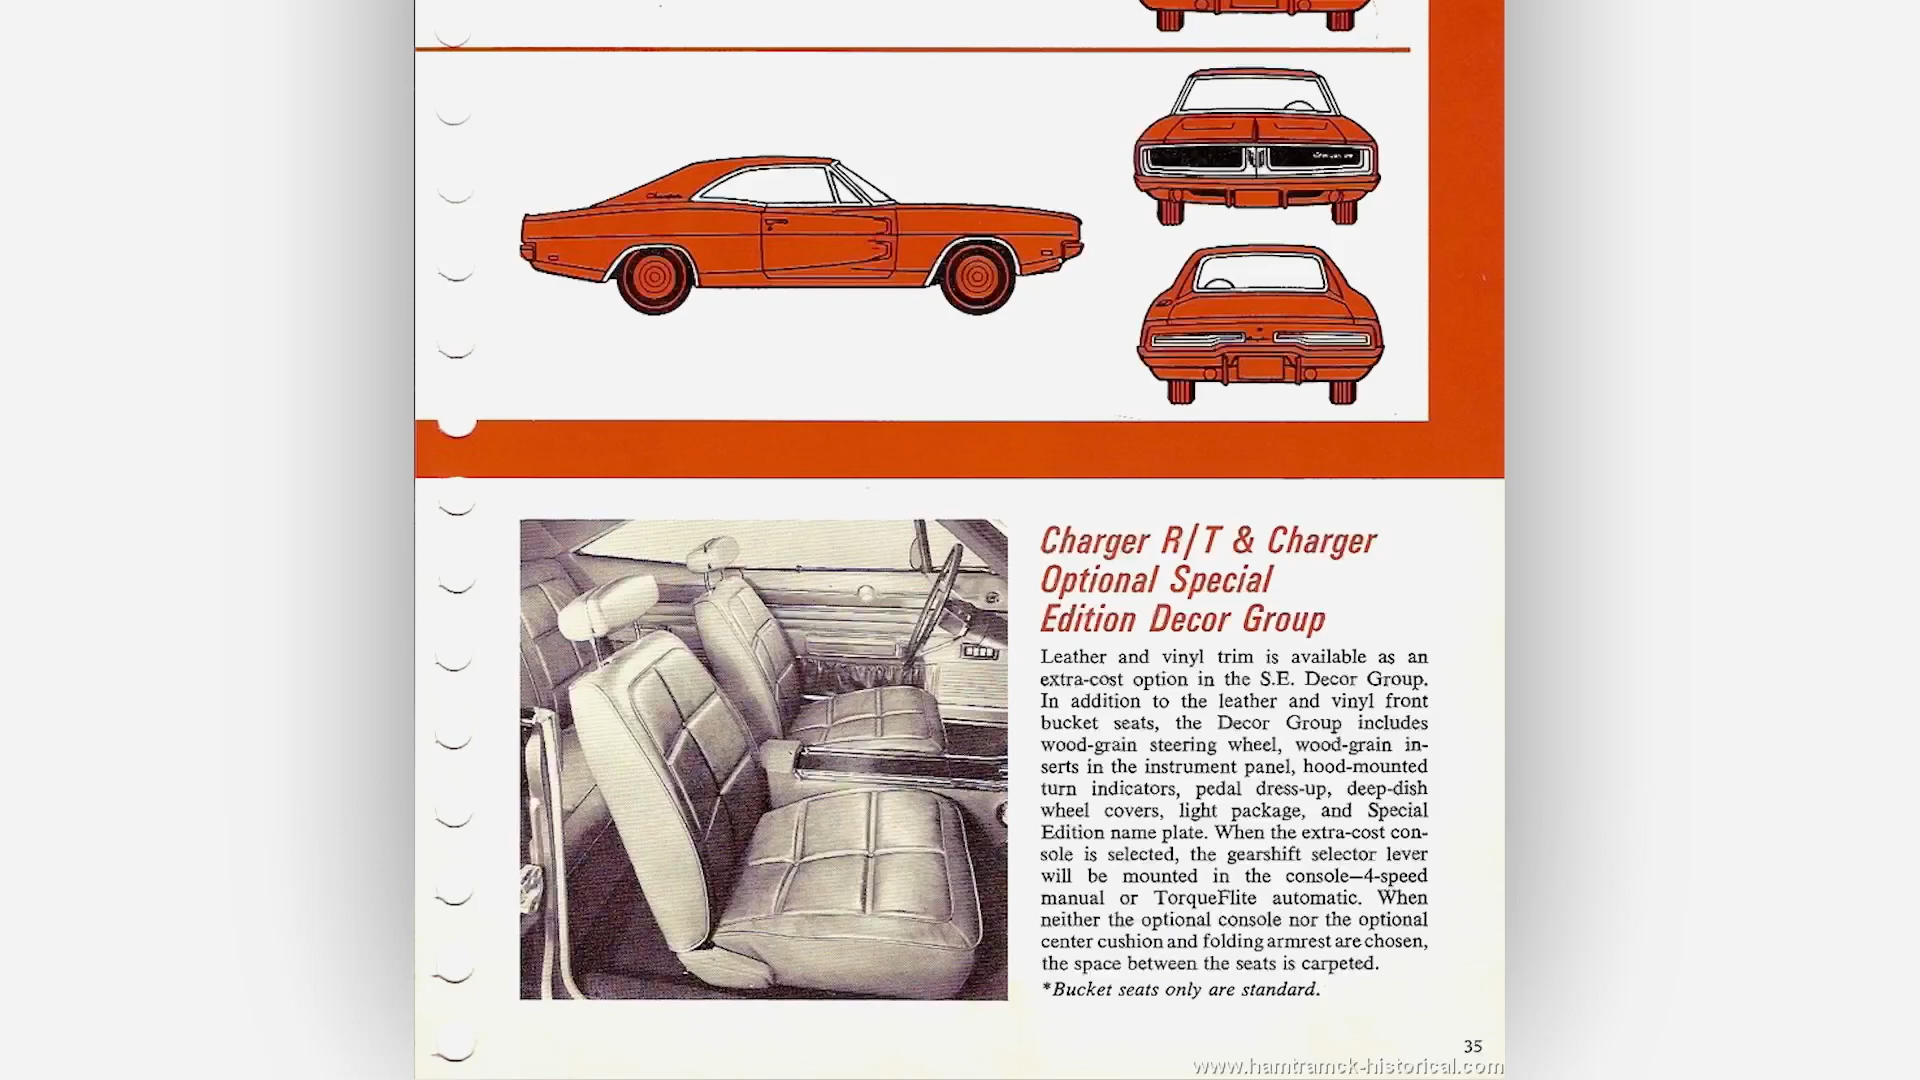 Charger R/T & Charger
Optional Special
Edition Decor Group
Leather and vinyl trim is available as an
extra-cost option in the S.E. Decor Group.
In addition to the leather and vinyl front
bucket seats, the Decor Group includes
wood-grain steering wheel, wood-grain in-
serts in the instrument panel, hood-mounted
turn indicators, pedal dress-up, deep-dish
wheel covers, light package, and Special
Edition name plate. When the extra-cost con-
sole is selected, the gearshift selector lever
will be mounted in the console—4-speed
manual or TorqueFlite automatic. When
neither the optional console nor the optional
center cushion and folding armrest are chosen,
the space between the seats is carpeted.
*Bucket seats only are standard.
35
www.hamtramck-historical.com